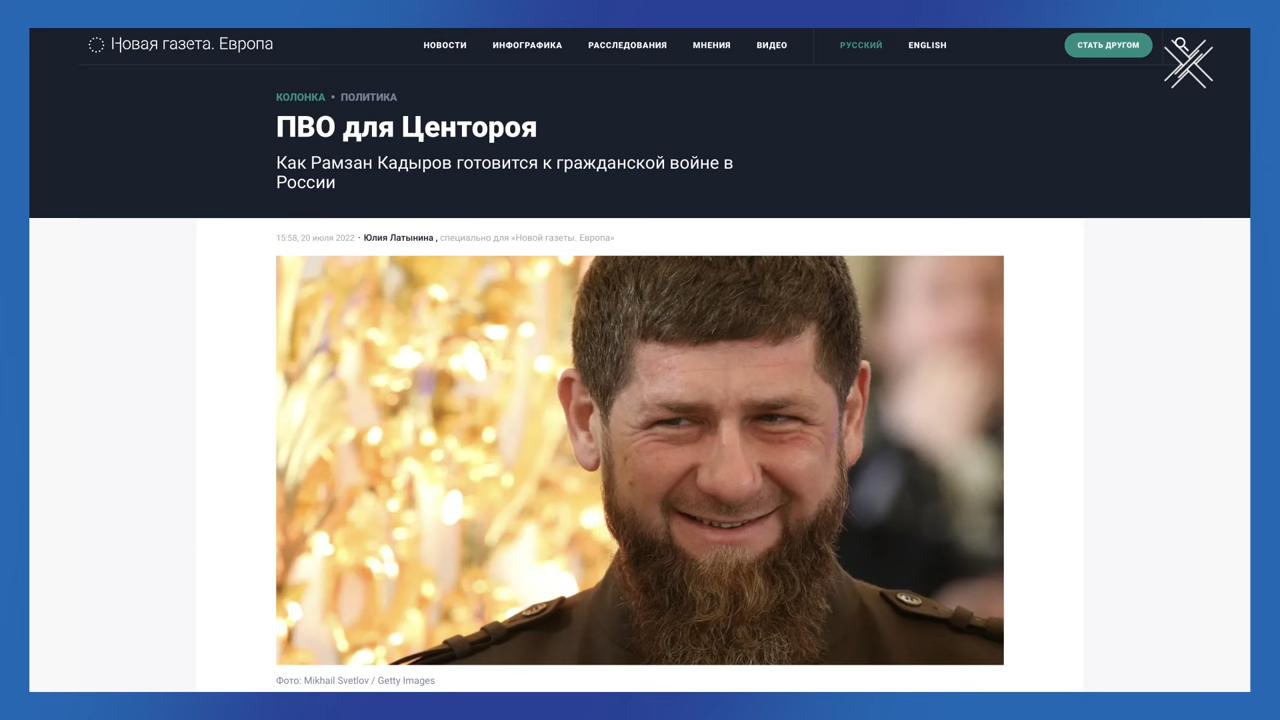 Новая газета. Европа
НОВОСТИ ИНФОГРАФИКА РАССЛЕДОВАНИЯ МНЕНИЯ ВИДЕО РУССКИЙ ENGLISH СТАТЬ ДРУГОМ
КОЛОНКА • ПОЛИТИКА
ПВО для Центороя
Как Рамзан Кадыров готовится к гражданской войне в
России
15:58, 20 июля 2022 · Юлия Латынина , специально для «Новой газеты. Европа»
Фото: Mikhail Svetlov / Getty Images